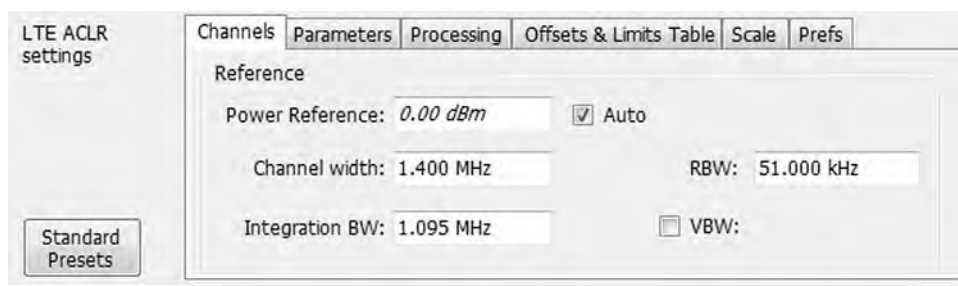 LTE ACLR settings
Channels Parameters Processing Offsets & Limits Table Scale Prefs
Reference
Power Reference: 0.00 dBm Auto
Channel width: 1.400 MHz RBW: 51.000 kHz
Integration BW: 1.095 MHz VBW:
Standard Presets